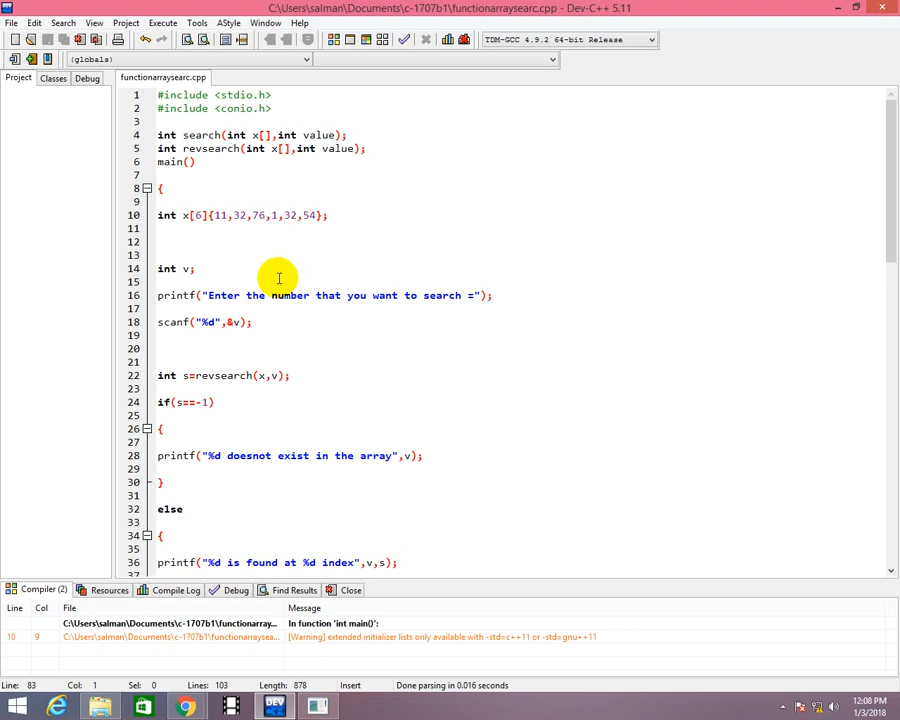 C:\Users\salman\Documents\c-1707b1\functionarraysearc.cpp - Dev-C++ 5.11
File Edit Search View Project Execute Tools AStyle Window Help
TDM-GCC 4.9.2 64-bit Release
(globals)
Project Classes Debug functionarraysearc.cpp
1 #include <stdio.h>
2 #include <conio.h>
3
4 int search(int x[],int value);
5 int revsearch(int x[],int value);
6 main()
7
8 {
9
10 int x[6]{11,32,76,1,32,54};
11
12
13
14 int v;
15
16 printf("Enter the number that you want to search =");
17
18 scanf("%d",&v);
19
20
21
22 int s=revsearch(x,v);
23
24 if(s==-1)
25
26 {
27
28 printf("%d doesnot exist in the array",v);
29
30 }
31
32 else
33
34 {
35
36 printf("%d is found at %d index",v,s);
37
Compiler (2) Resources Compile Log Debug Find Results Close
Line Col File Message
C:\Users\salman\Documents\c-1707b1\functionarray... In function 'int main()':
10 9 C:\Users\salman\Documents\c-1707b1\functionarraysea... [Warning] extended initializer lists only available with -std=c++11 or -std=gnu++11
Line: 83 Col: 1 Sel: 0 Lines: 103 Length: 878 Insert Done parsing in 0.016 seconds
DEV
12:08 PM
1/3/2018